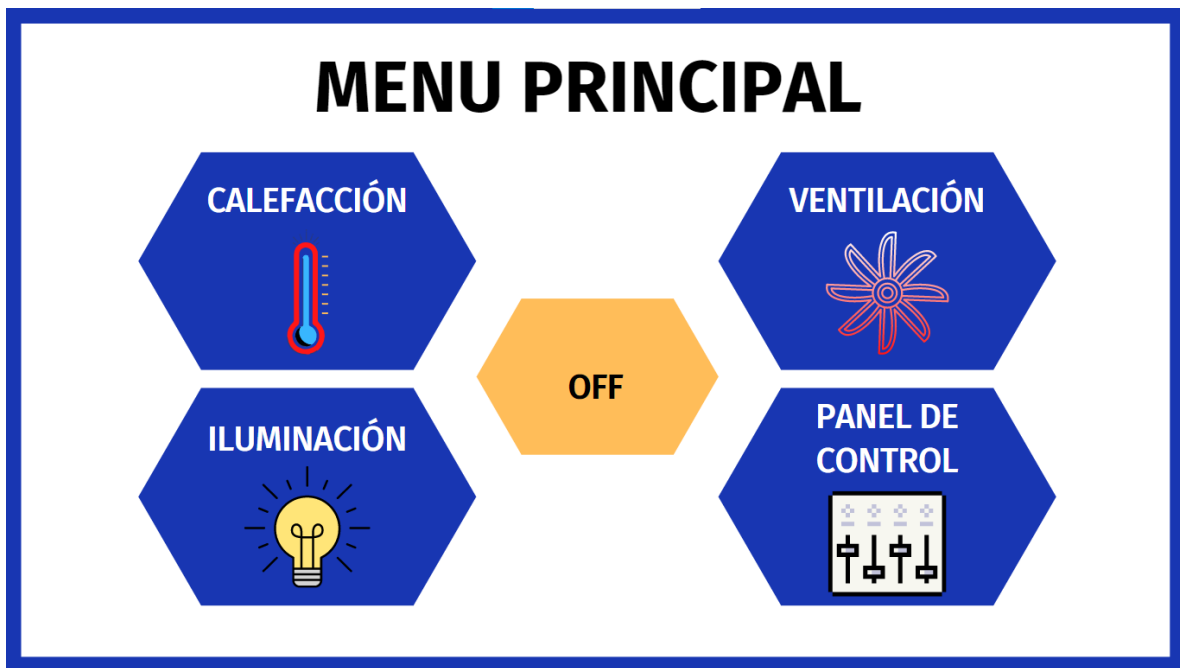 MENU PRINCIPAL
CALEFACCIÓN
VENTILACIÓN
OFF
ILUMINACIÓN
PANEL DE
CONTROL